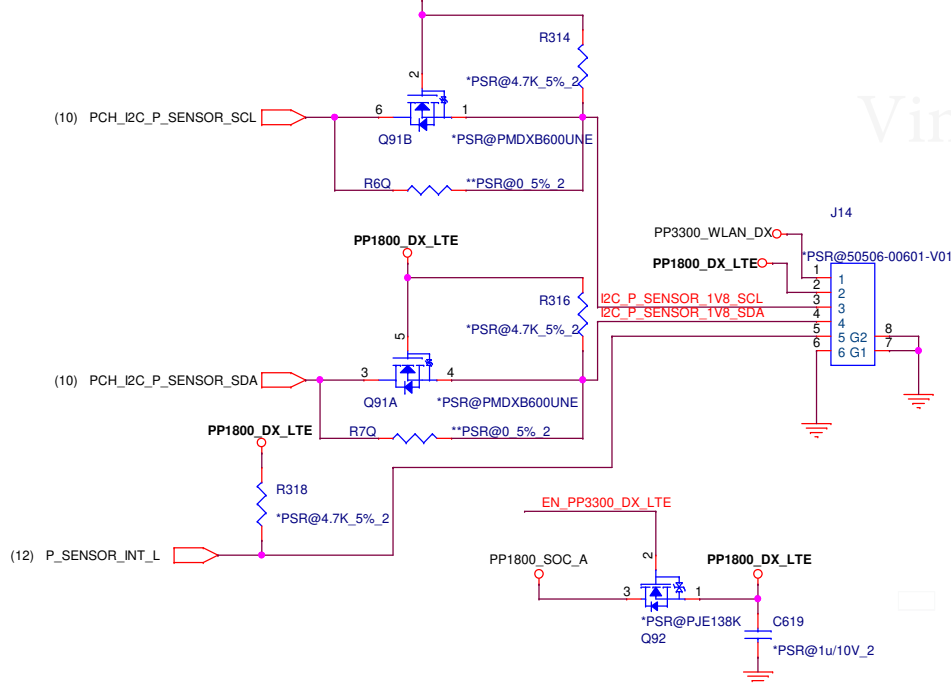 R314
2
*PSR@4.7K_5%_2
(10) PCH_I2C_P_SENSOR_SCL
6
1
Q91B
*PSR@PMDXB600UNE
R6Q
**PSR@0_5%_2
J14
PP3300_WLAN_DX
PP1800_DX_LTE
*PSR@50506-00601-V01
PP1800_DX_LTE
1
1
2
2
R316
I2C_P_SENSOR_1V8_SCL
3
3
I2C_P_SENSOR_1V8_SDA
4
4
*PSR@4.7K_5%_2
5
5
5 G2
8
6
6 G1
7
(10) PCH_I2C_P_SENSOR_SDA
3
4
Q91A
*PSR@PMDXB600UNE
PP1800_DX_LTE
R7Q
**PSR@0_5%_2
R318
*PSR@4.7K_5%_2
EN_PP3300_DX_LTE
(12) P_SENSOR_INT_L
2
PP1800_SOC_A
PP1800_DX_LTE
3
1
*PSR@PJE138K
C619
Q92
*PSR@1u/10V_2